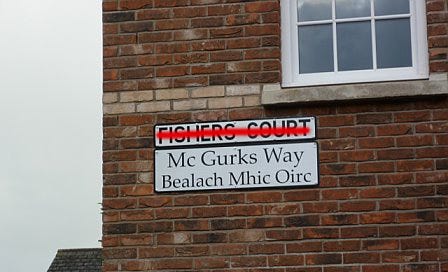 FISHERS COURT
Mc Gurks Way
Bealach Mhic Oirc